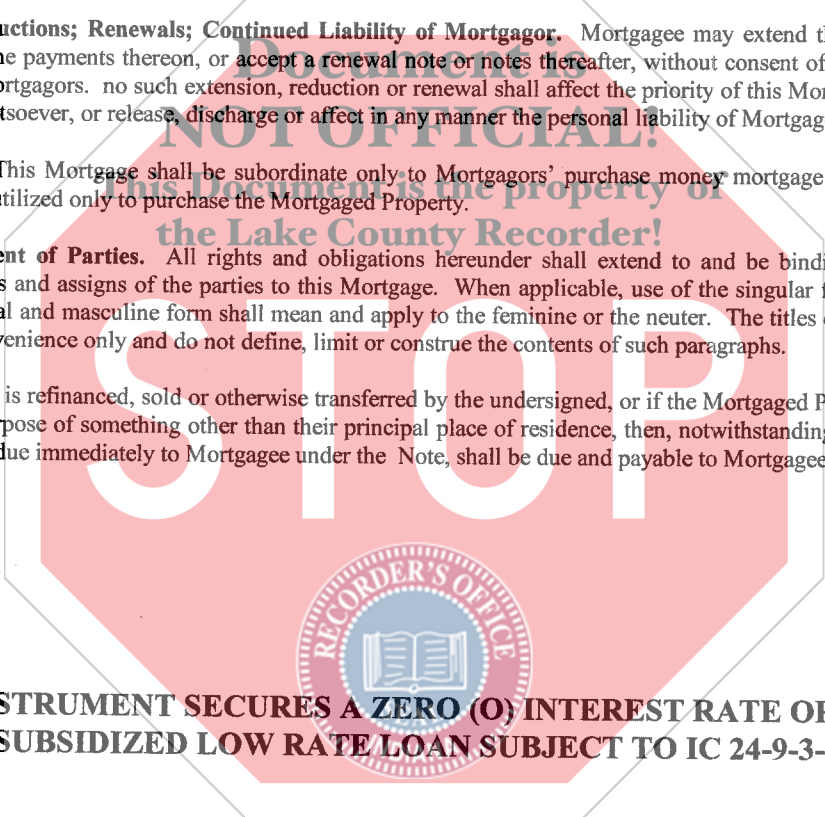 uctions; Renewals; Continued Liability of Mortgagor. Mortgagee may extend th
e payments thereon, or accept a renewal note or notes thereafter, without consent of
ortgagors. no such extension, reduction or renewal shall affect the priority of this Mor
tsoever, or release, discharge or affect in any manner the personal liability of Mortgag
This Mortgage shall be subordinate only to Mortgagors' purchase money mortgage
utilized only to purchase the Mortgaged Property.
ent of Parties. All rights and obligations hereunder shall extend to and be bindi
s and assigns of the parties to this Mortgage. When applicable, use of the singular f
al and masculine form shall mean and apply to the feminine or the neuter. The titles
venience only and do not define, limit or construe the contents of such paragraphs.
is refinanced, sold or otherwise transferred by the undersigned, or if the Mortgaged P
pose of something other than their principal place of residence, then, notwithstanding
due immediately to Mortgagee under the Note, shall be due and payable to Mortgagee
STRUMENT SECURES A ZERO (O) INTEREST RATE OR
SUBSIDIZED LOW RATE LOAN SUBJECT TO IC 24-9-3-
Document is
NOT OFFICIAL!
This Document is the property of
the Lake County Recorder!
STOP
RECORDER'S OFFICE